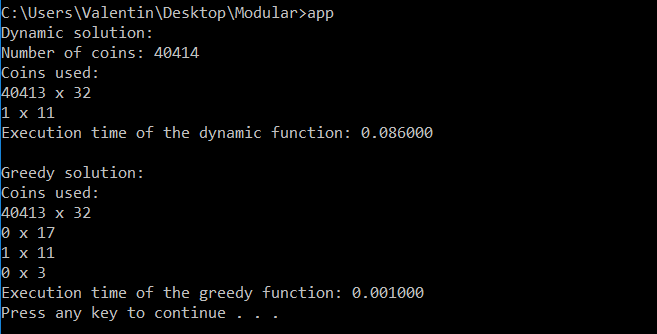 C:\Users\Valentin\Desktop\Modular>app
Dynamic solution:
Number of coins: 40414
Coins used:
40413 x 32
1 x 11
Execution time of the dynamic function: 0.086000
Greedy solution:
Coins used:
40413 x 32
0 x 17
1 x 11
0 x 3
Execution time of the greedy function: 0.001000
Press any key to continue . . .